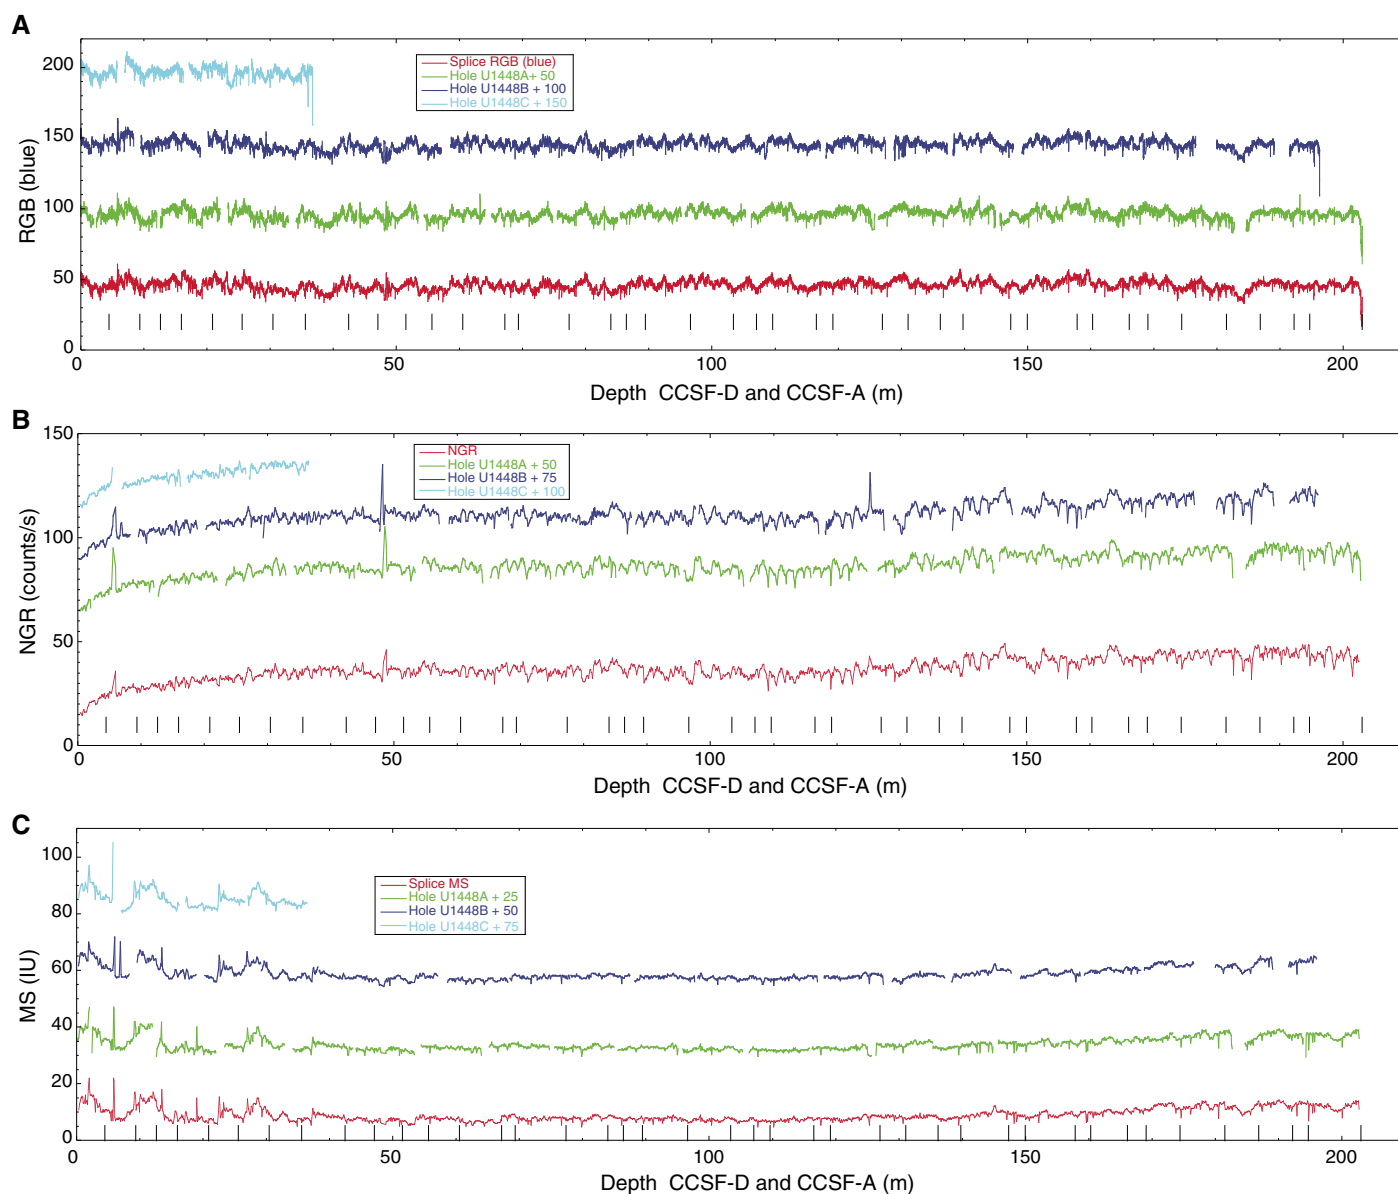 A
200
150
100
50
0
RGB (blue)
Splice RGB (blue)
Hole U1448A+ 50
Hole U1448B + 100
Hole U1448C + 150
0 50 100 150 200
Depth CCSF-D and CCSF-A (m)
B
150
100
50
0
NGR (counts/s)
NGR
Hole U1448A + 50
Hole U1448B + 75
Hole U1448C + 100
0 50 100 150 200
Depth CCSF-D and CCSF-A (m)
C
100
80
60
40
20
0
MS (IU)
Splice MS
Hole U1448A + 25
Hole U1448B + 50
Hole U1448C + 75
0 50 100 150 200
Depth CCSF-D and CCSF-A (m)